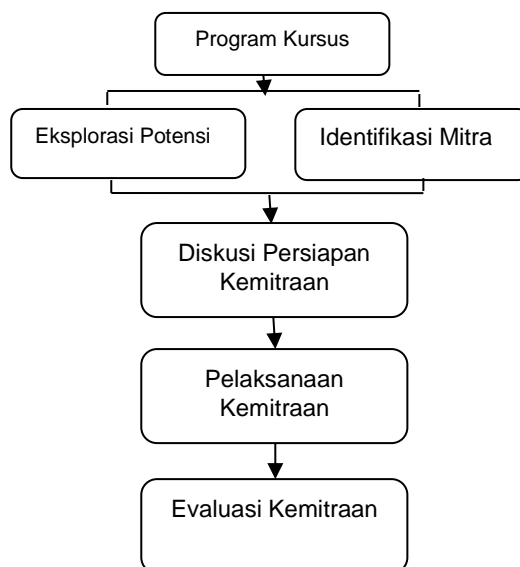 Program Kursus
Eksplorasi Potensi
Identifikasi Mitra
Diskusi Persiapan
Kemitraan
Pelaksanaan
Kemitraan
Evaluasi Kemitraan